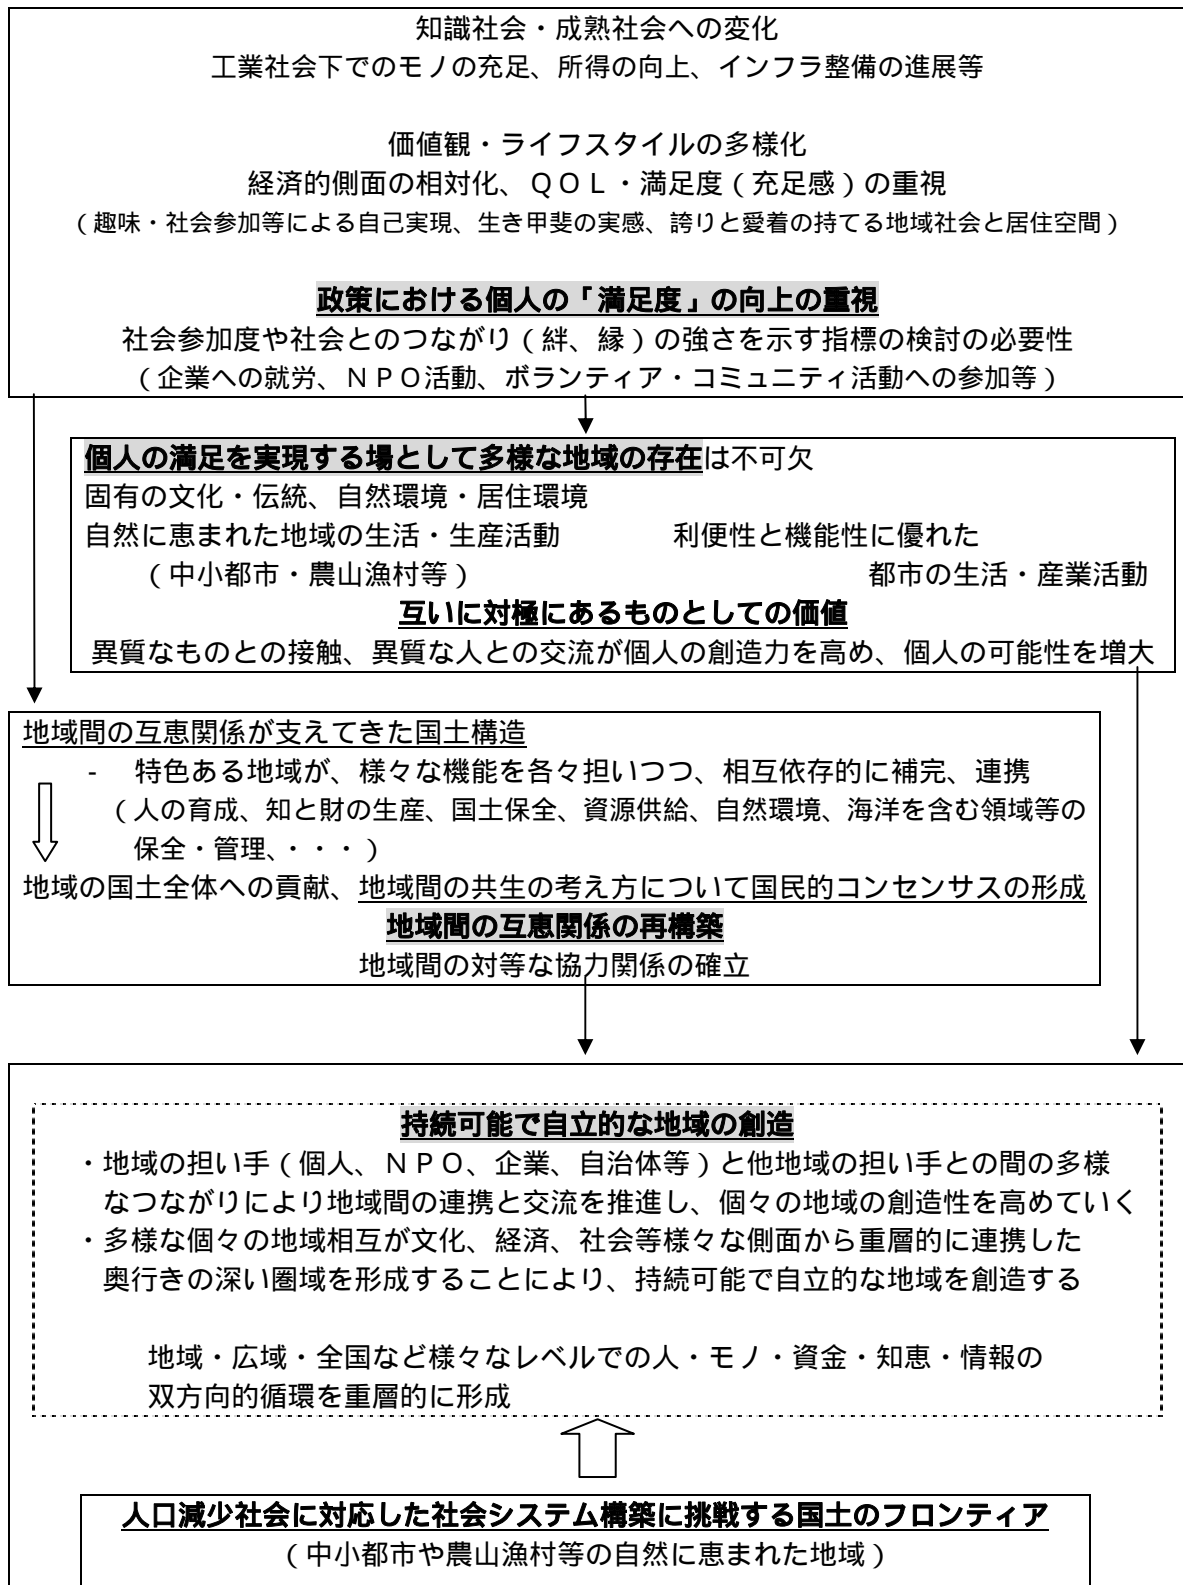 知識社会・成熟社会への変化
工業社会下でのモノの充足、所得の向上、インフラ整備の進展等
価値観・ライフスタイルの多様化
経済的側面の相対化、ＱＯＬ・満足度（充足感）の重視
（趣味・社会参加等による自己実現、生き甲斐の実感、誇りと愛着の持てる地域社会と居住空間）
政策における個人の「満足度」の向上の重視
社会参加度や社会とのつながり（絆、縁）の強さを示す指標の検討の必要性
（企業への就労、ＮＰＯ活動、ボランティア・コミュニティ活動への参加等）
個人の満足を実現する場として多様な地域の存在は不可欠
固有の文化・伝統、自然環境・居住環境
自然に恵まれた地域の生活・生産活動　　　　利便性と機能性に優れた
（中小都市・農山漁村等）　　　　都市の生活・産業活動
互いに対極にあるものとしての価値
異質なものとの接触、異質な人との交流が個人の創造力を高め、個人の可能性を増大
地域間の互恵関係が支えてきた国土構造
-　特色ある地域が、様々な機能を各々担いつつ、相互依存的に補完、連携
（人の育成、知と財の生産、国土保全、資源供給、自然環境、海洋を含む領域等の
保全・管理、・・・）
地域の国土全体への貢献、地域間の共生の考え方について国民的コンセンサスの形成
地域間の互恵関係の再構築
地域間の対等な協力関係の確立
持続可能で自立的な地域の創造
・地域の担い手（個人、ＮＰＯ、企業、自治体等）と他地域の担い手との間の多様
なつながりにより地域間の連携と交流を推進し、個々の地域の創造性を高めていく
・多様な個々の地域相互が文化、経済、社会等様々な側面から重層的に連携した
奥行きの深い圏域を形成することにより、持続可能で自立的な地域を創造する
地域・広域・全国など様々なレベルでの人・モノ・資金・知恵・情報の
双方向的循環を重層的に形成
人口減少社会に対応した社会システム構築に挑戦する国土のフロンティア
（中小都市や農山漁村等の自然に恵まれた地域）